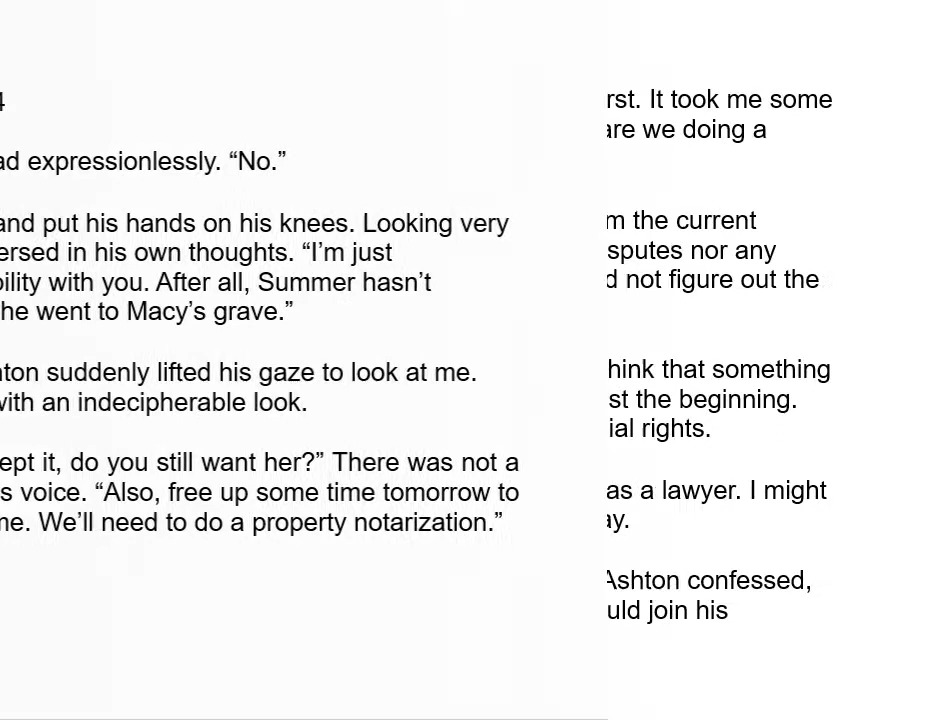 4
ad expressionlessly. “No.”
and put his hands on his knees. Looking very
ersed in his own thoughts. “I’m just
bility with you. After all, Summer hasn’t
he went to Macy’s grave.”
hton suddenly lifted his gaze to look at me.
with an indecipherable look.
ept it, do you still want her?” There was not a
s voice. “Also, free up some time tomorrow to
me. We’ll need to do a property notarization.”
rst. It took me some
are we doing a
m the current
sputes nor any
d not figure out the
hink that something
st the beginning.
ial rights.
as a lawyer. I might
ay.
Ashton confessed,
uld join his